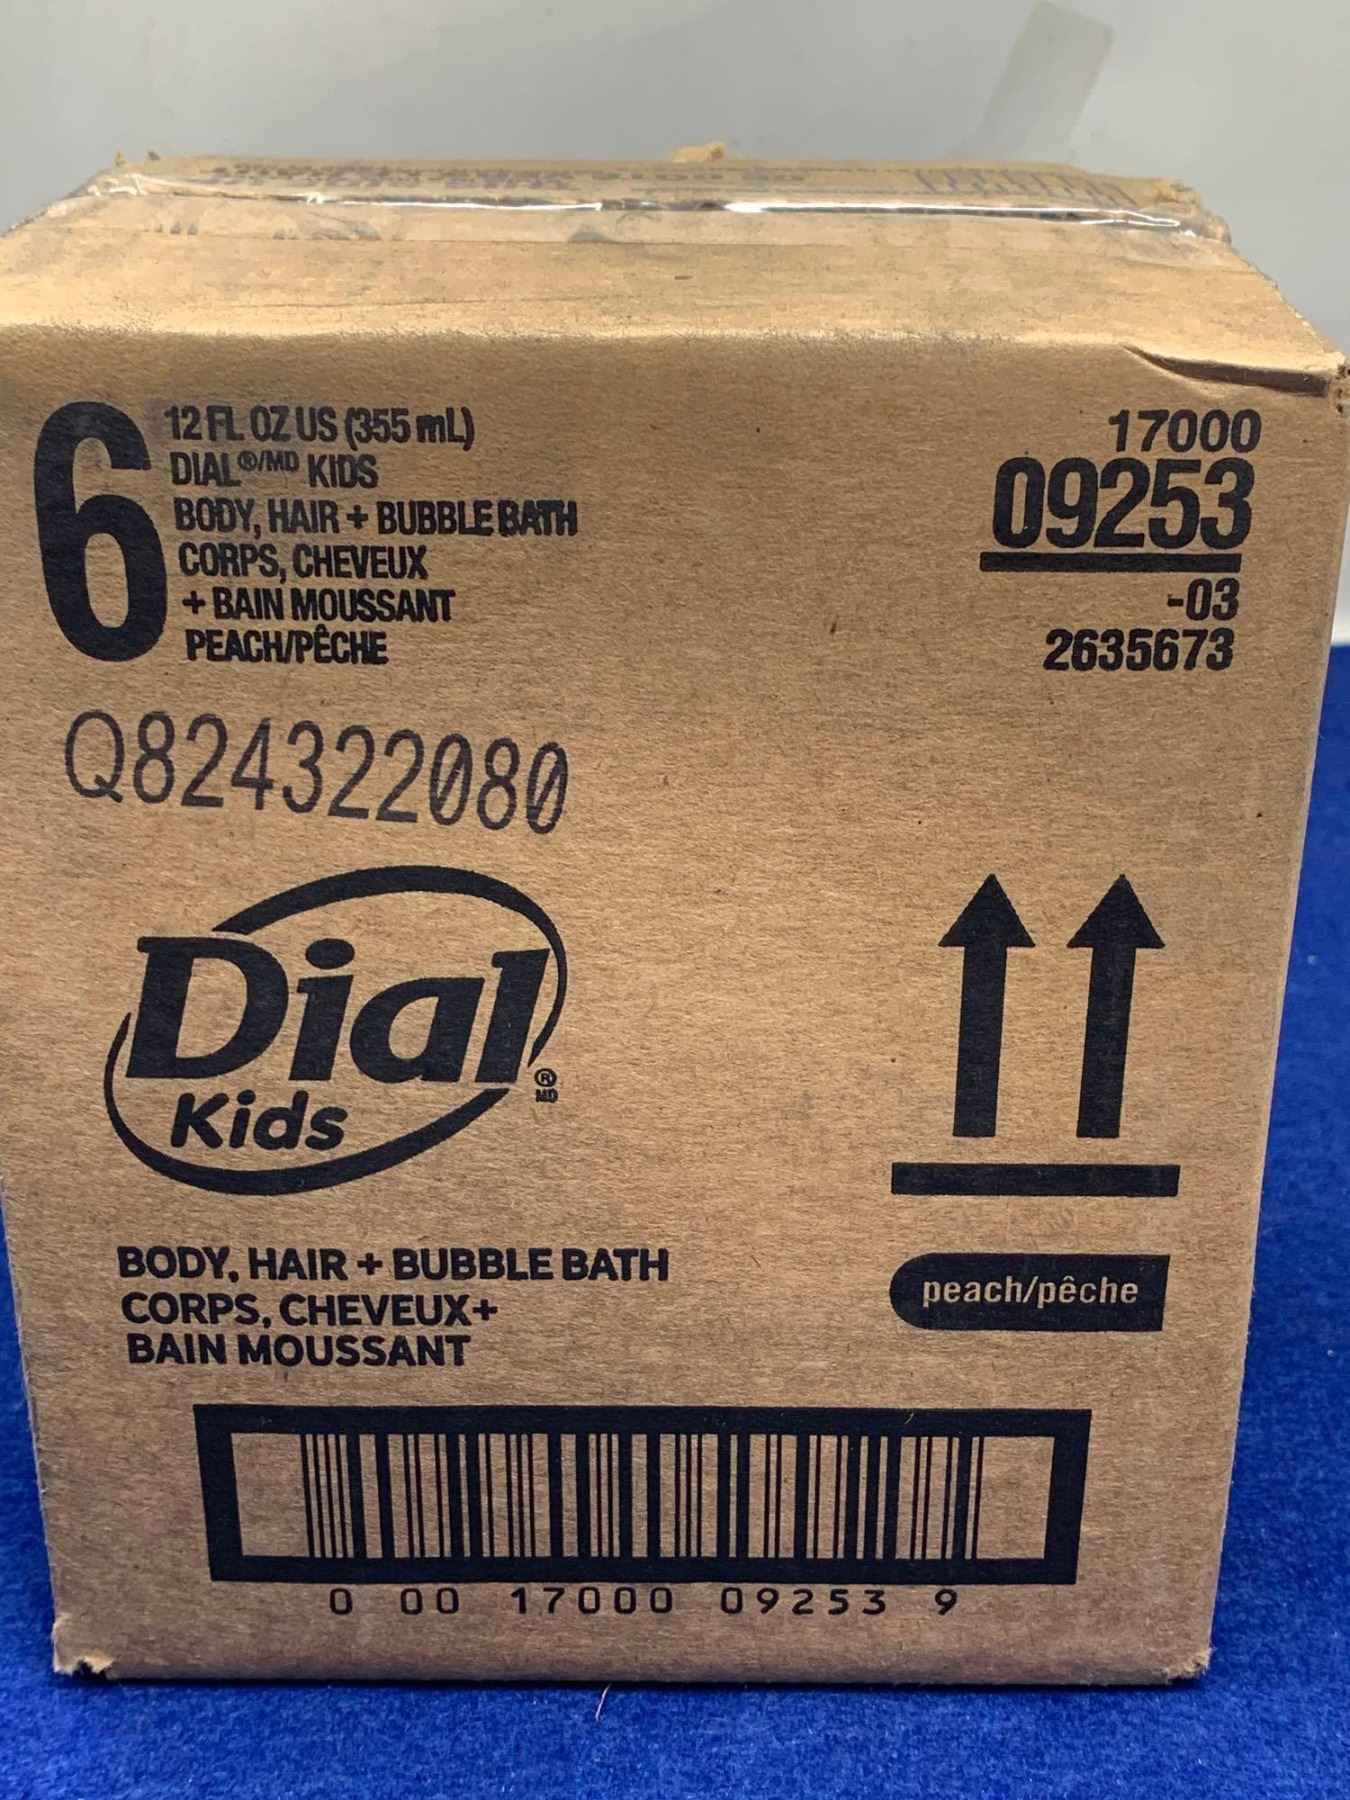 6
12 FL OZ US (355 mL)
DIAL®/MD KIDS
BODY, HAIR + BUBBLE BATH
CORPS, CHEVEUX
+ BAIN MOUSSANT
PEACH/PÊCHE
17000
09253
-03
2635673
Q824322080
Dial
Kids
®
MD
BODY, HAIR + BUBBLE BATH
CORPS, CHEVEUX+
BAIN MOUSSANT
peach/pêche
0 00 17000 09253 9